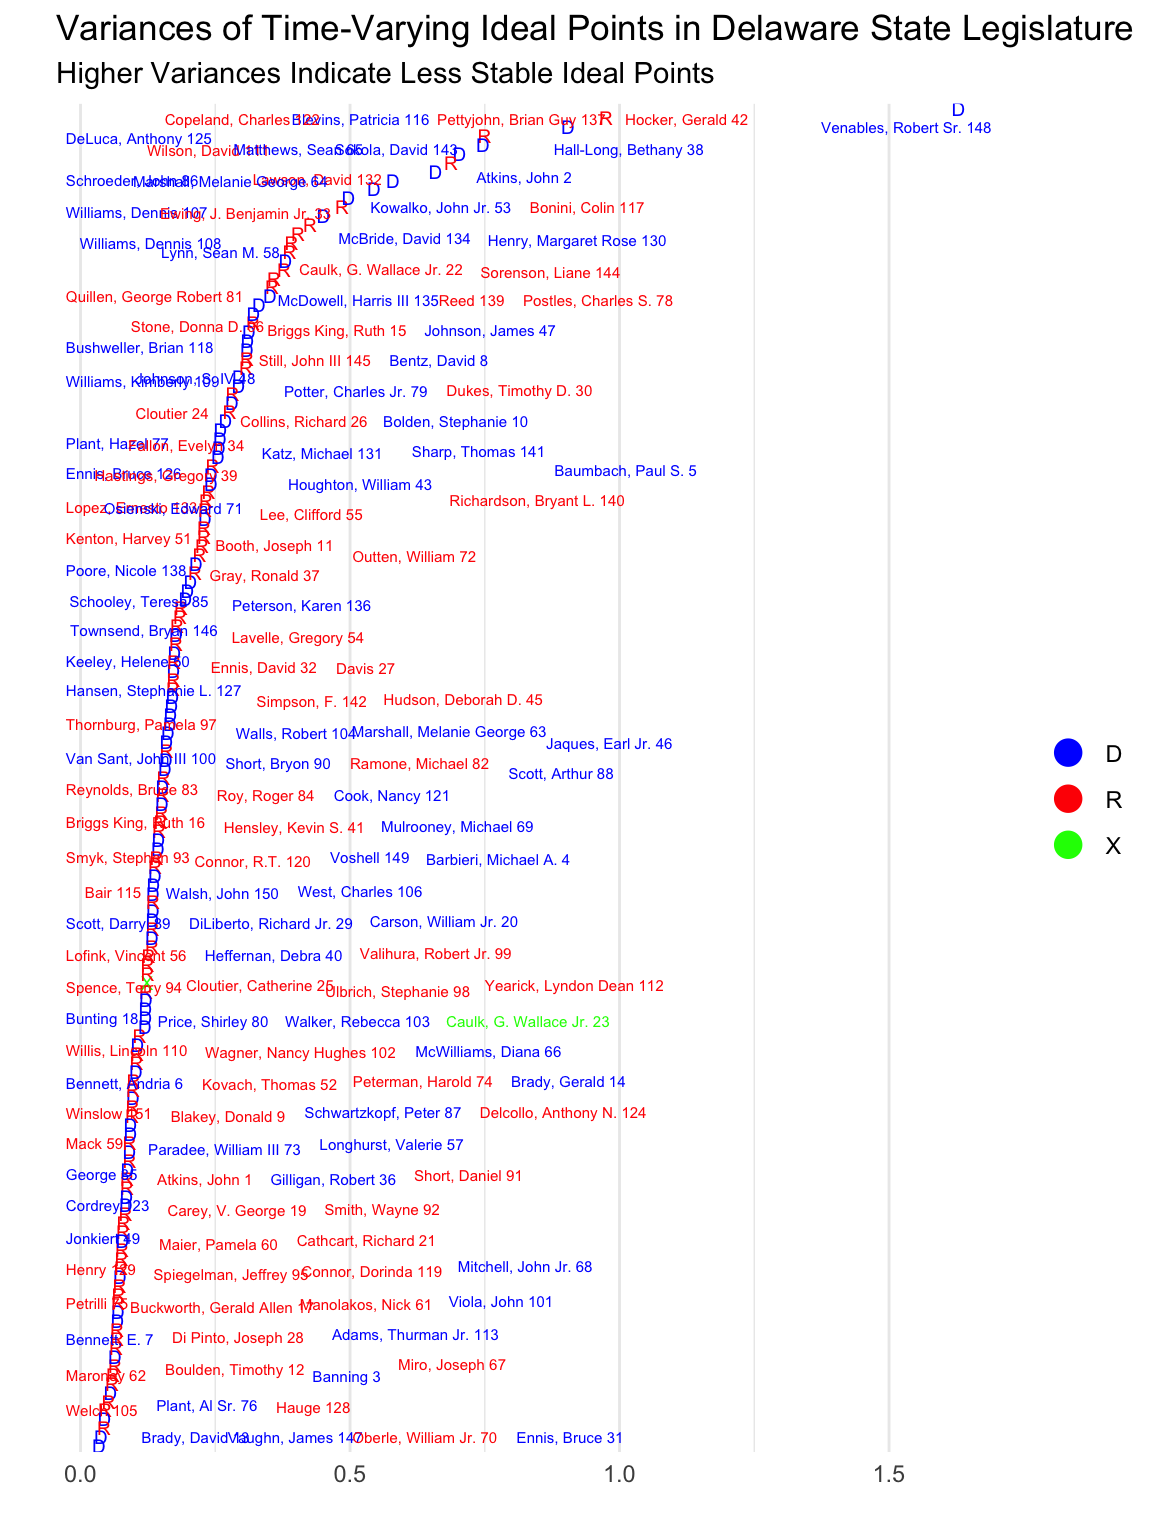 Variances of Time-Varying Ideal Points in Delaware State Legislature
Higher Variances Indicate Less Stable Ideal Points
Copeland, Charles 122 Blevins, Patricia 116 Pettyjohn, Brian Guy 137 Hocker, Gerald 42
Venables, Robert Sr. 148
DeLuca, Anthony 125
Wilson, David 111 Matthews, Sean 65 Sokola, David 143 Hall-Long, Bethany 38
Schroeder, John 86 Marshall, Melanie George 64 Lawson, David 132 Atkins, John 2
Williams, Dennis 107 Ewing, J. Benjamin Jr. 33 Kowalko, John Jr. 53 Bonini, Colin 117
Williams, Dennis 108 Lynn, Sean M. 58 McBride, David 134 Henry, Margaret Rose 130
Caulk, G. Wallace Jr. 22 Sorenson, Liane 144
Quillen, George Robert 81 McDowell, Harris III 135 Reed 139 Postles, Charles S. 78
Stone, Donna D. 96 Briggs King, Ruth 15 Johnson, James 47
Bushweller, Brian 118 Still, John III 145 Bentz, David 8
Williams, Kimberly 109 Johnson, S. IV 48 Potter, Charles Jr. 79 Dukes, Timothy D. 30
Cloutier 24 Collins, Richard 26 Bolden, Stephanie 10
Plant, Hazel 77 Fallon, Evelyn 34 Katz, Michael 131 Sharp, Thomas 141
Ennis, Bruce 126 Hastings, Gregory 39 Houghton, William 43 Baumbach, Paul S. 5
Lopez, Ernesto 133 Osienski, Edward 71 Lee, Clifford 55 Richardson, Bryant L. 140
Kenton, Harvey 51 Booth, Joseph 11 Outten, William 72
Poore, Nicole 138 Gray, Ronald 37
Schooley, Teresa 85 Peterson, Karen 136
Townsend, Bryan 146 Lavelle, Gregory 54
Keeley, Helene 50 Ennis, David 32 Davis 27
Hansen, Stephanie L. 127 Simpson, F. 142 Hudson, Deborah D. 45
Thornburg, Pamela 97 Walls, Robert 104 Marshall, Melanie George 63 Jaques, Earl Jr. 46
Van Sant, John III 100 Short, Bryon 90 Ramone, Michael 82 Scott, Arthur 88
Reynolds, Bruce 83 Roy, Roger 84 Cook, Nancy 121
Briggs King, Ruth 16 Hensley, Kevin S. 41 Mulrooney, Michael 69
Smyk, Stephen 93 Connor, R.T. 120 Voshell 149 Barbieri, Michael A. 4
Bair 115 Walsh, John 150 West, Charles 106
Scott, Darryl 89 DiLiberto, Richard Jr. 29 Carson, William Jr. 20
Lofink, Vincent 56 Heffernan, Debra 40 Valihura, Robert Jr. 99
Spence, Terry 94 Cloutier, Catherine 25 Ulbrich, Stephanie 98 Yearick, Lyndon Dean 112
Bunting 18 Price, Shirley 80 Walker, Rebecca 103 Caulk, G. Wallace Jr. 23
Willis, Lincoln 110 Wagner, Nancy Hughes 102 McWilliams, Diana 66
Bennett, Andria 6 Kovach, Thomas 52 Peterman, Harold 74 Brady, Gerald 14
Winslow 151 Blakey, Donald 9 Schwartzkopf, Peter 87 Delcollo, Anthony N. 124
Mack 59 Paradee, William III 73 Longhurst, Valerie 57
George 35 Atkins, John 1 Gilligan, Robert 36 Short, Daniel 91
Cordrey 123 Carey, V. George 19 Smith, Wayne 92
Jonkiert 49 Maier, Pamela 60 Cathcart, Richard 21
Henry 129 Spiegelman, Jeffrey 95 Connor, Dorinda 119 Mitchell, John Jr. 68
Petrilli 75 Buckworth, Gerald Allen 17 Manolakos, Nick 61 Viola, John 101
Bennett, E. 7 Di Pinto, Joseph 28 Adams, Thurman Jr. 113
Maroney 62 Boulden, Timothy 12 Banning 3 Miro, Joseph 67
Welch 105 Plant, Al Sr. 76 Hauge 128
Brady, David 13 Vaughn, James 147 Oberle, William Jr. 70 Ennis, Bruce 31
0.0 0.5 1.0 1.5
D
R
X